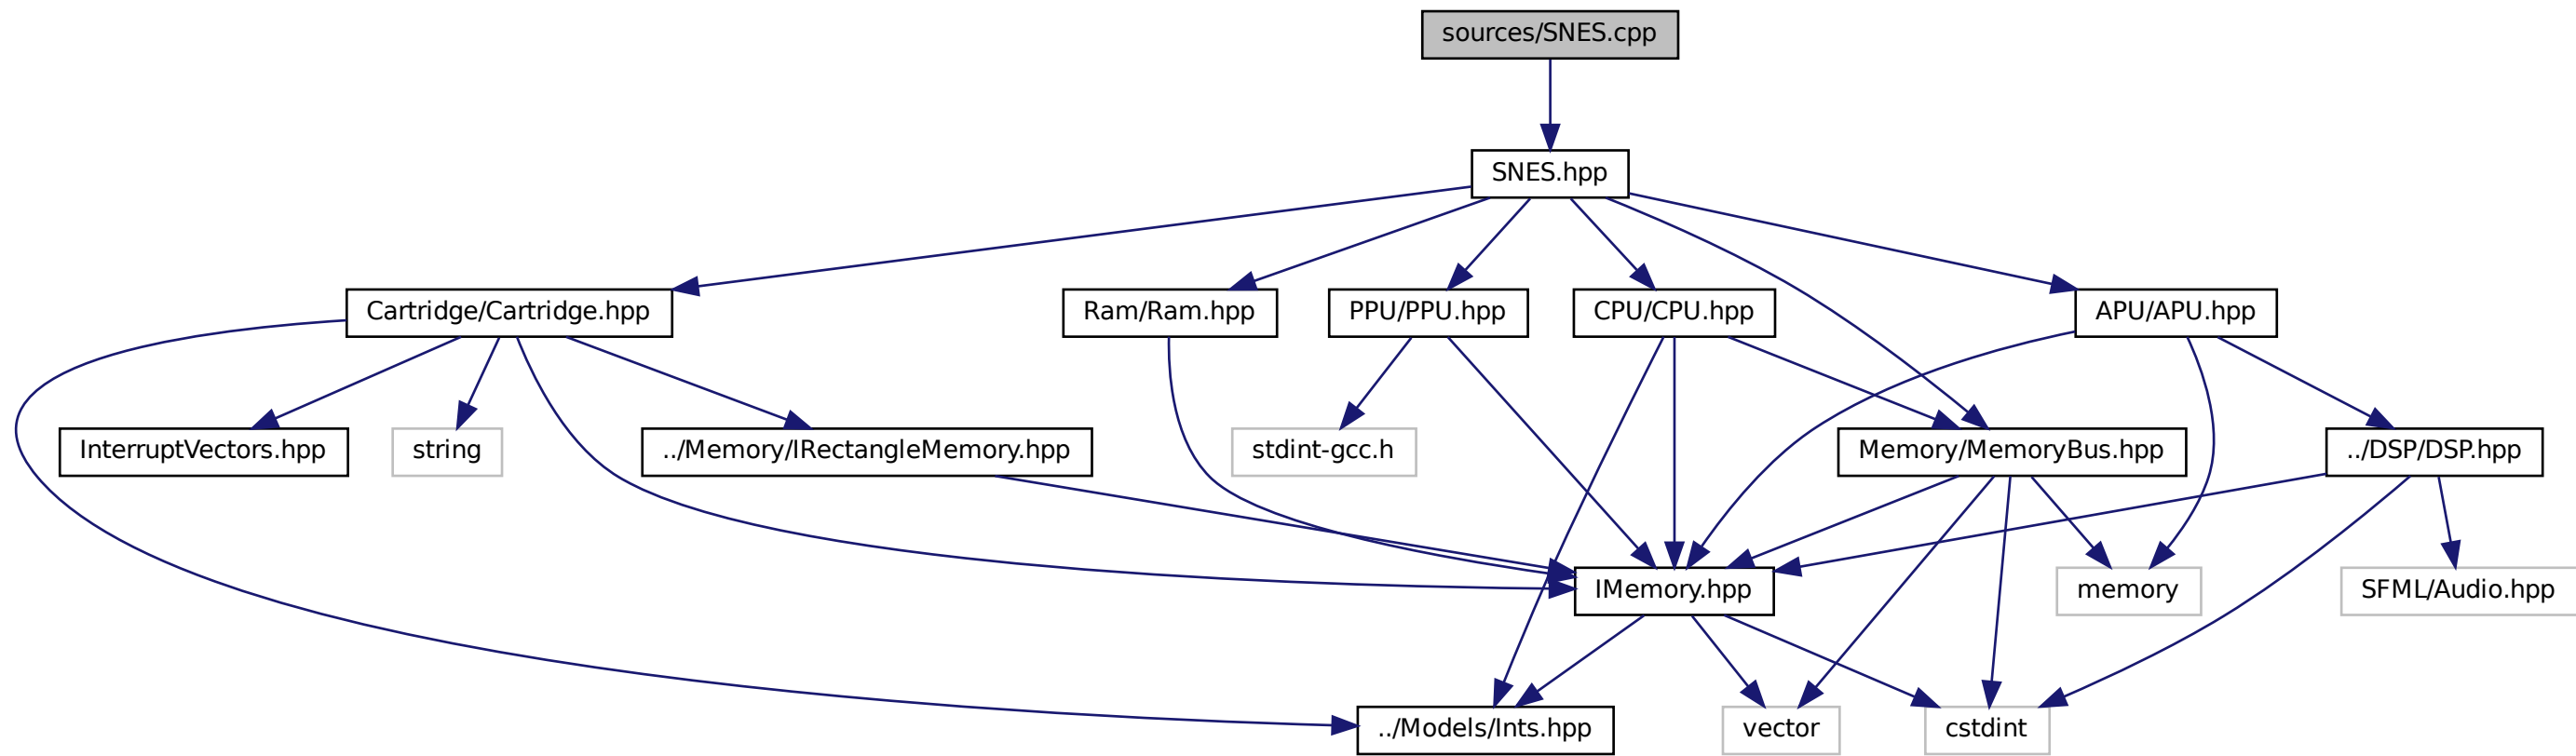 sources/SNES.cpp
SNES.hpp
Cartridge/Cartridge.hpp
Ram/Ram.hpp
PPU/PPU.hpp
CPU/CPU.hpp
APU/APU.hpp
InterruptVectors.hpp
string
../Memory/IRectangleMemory.hpp
stdint-gcc.h
Memory/MemoryBus.hpp
../DSP/DSP.hpp
IMemory.hpp
memory
SFML/Audio.hpp
../Models/Ints.hpp
vector
cstdint